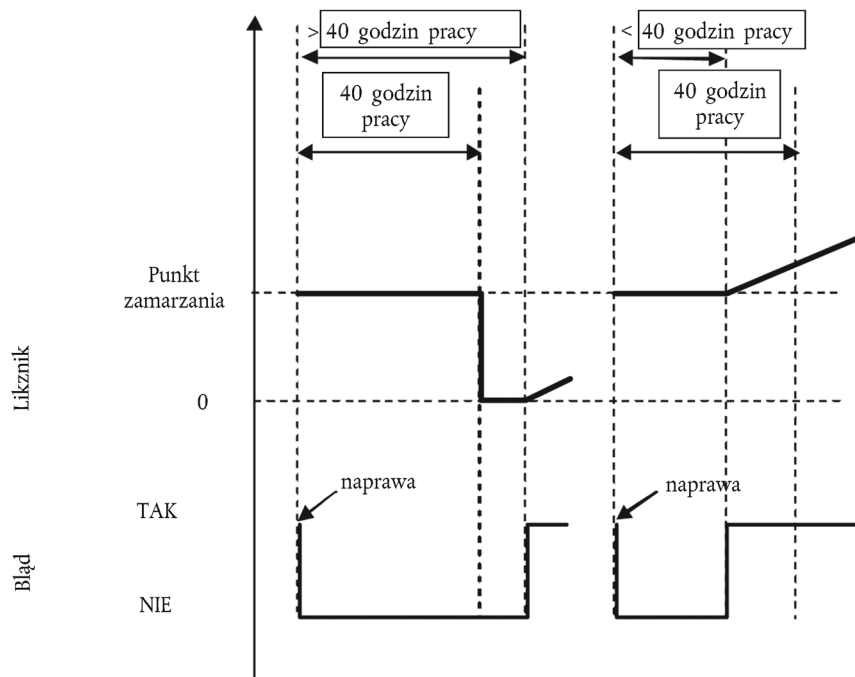 > 40 godzin pracy
< 40 godzin pracy
40 godzin
pracy
40 godzin
pracy
Punkt
zamarzania
Likznik
0
naprawa
naprawa
TAK
Błąd
NIE